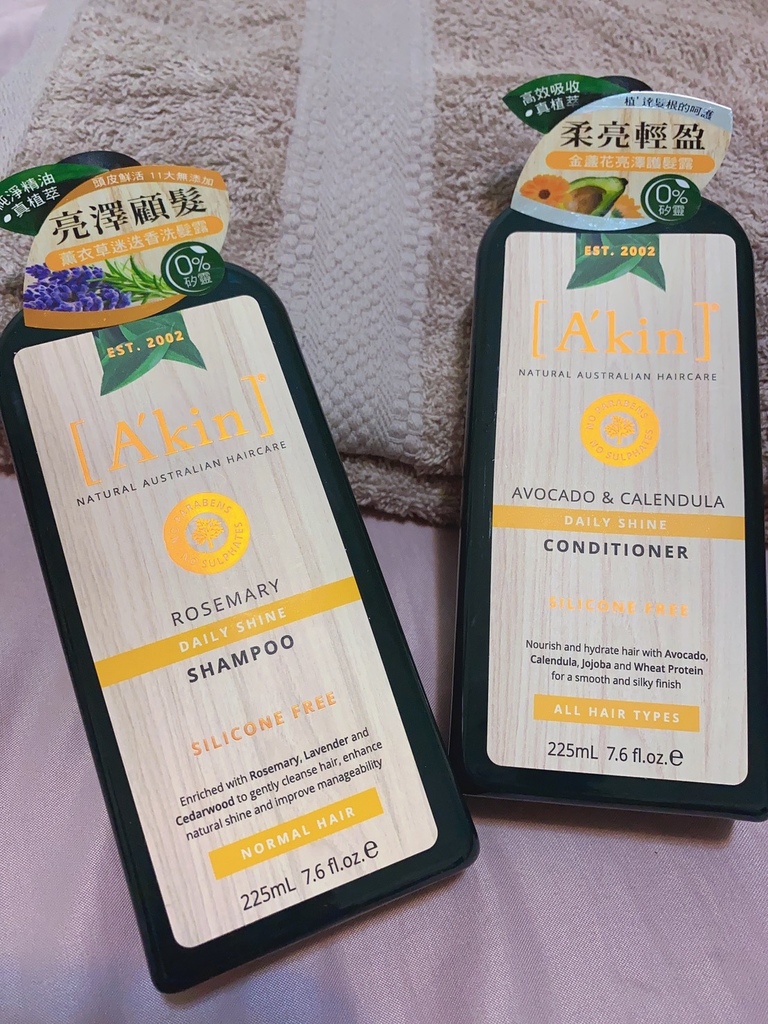 純淨精油
•真植萃
頭皮鮮活 11大無添加
亮澤顧髮
薰衣草迷迭香洗髮露
0%
矽靈
EST. 2002
[A'kin]
NATURAL AUSTRALIAN HAIRCARE
NO PARABENS
NO SULPHATES
ROSEMARY
DAILY SHINE
SHAMPOO
SILICONE FREE
Enriched with Rosemary, Lavender and
Cedarwood to gently cleanse hair, enhance
natural shine and improve manageability
NORMAL HAIR
225mL 7.6 fl.oz.℮
高效吸收
•真植萃
植'達髮根的呵護
柔亮輕盈
金盞花亮澤護髮露
0%
矽靈
EST. 2002
[A'kin]
NATURAL AUSTRALIAN HAIRCARE
NO PARABENS
NO SULPHATES
AVOCADO & CALENDULA
DAILY SHINE
CONDITIONER
SILICONE FREE
Nourish and hydrate hair with Avocado,
Calendula, Jojoba and Wheat Protein
for a smooth and silky finish
ALL HAIR TYPES
225mL 7.6 fl.oz.℮